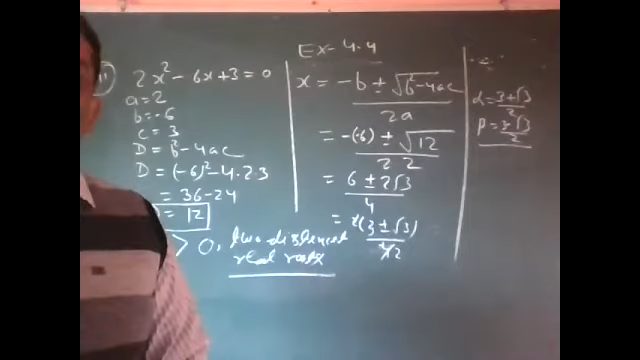 Ex-4.4
2x²-6x+3=0
a=2
b=-6
c=3
D=b²-4ac
D=(-6)²-4.2.3
=36-24
=12
>0, two distinct
real roots
x=-b±√b²-4ac
2a
=-(-6)±√12
2 2
=6±2√3
4
=2(3±√3)
4 2
α=3+√3
2
β=3-√3
2